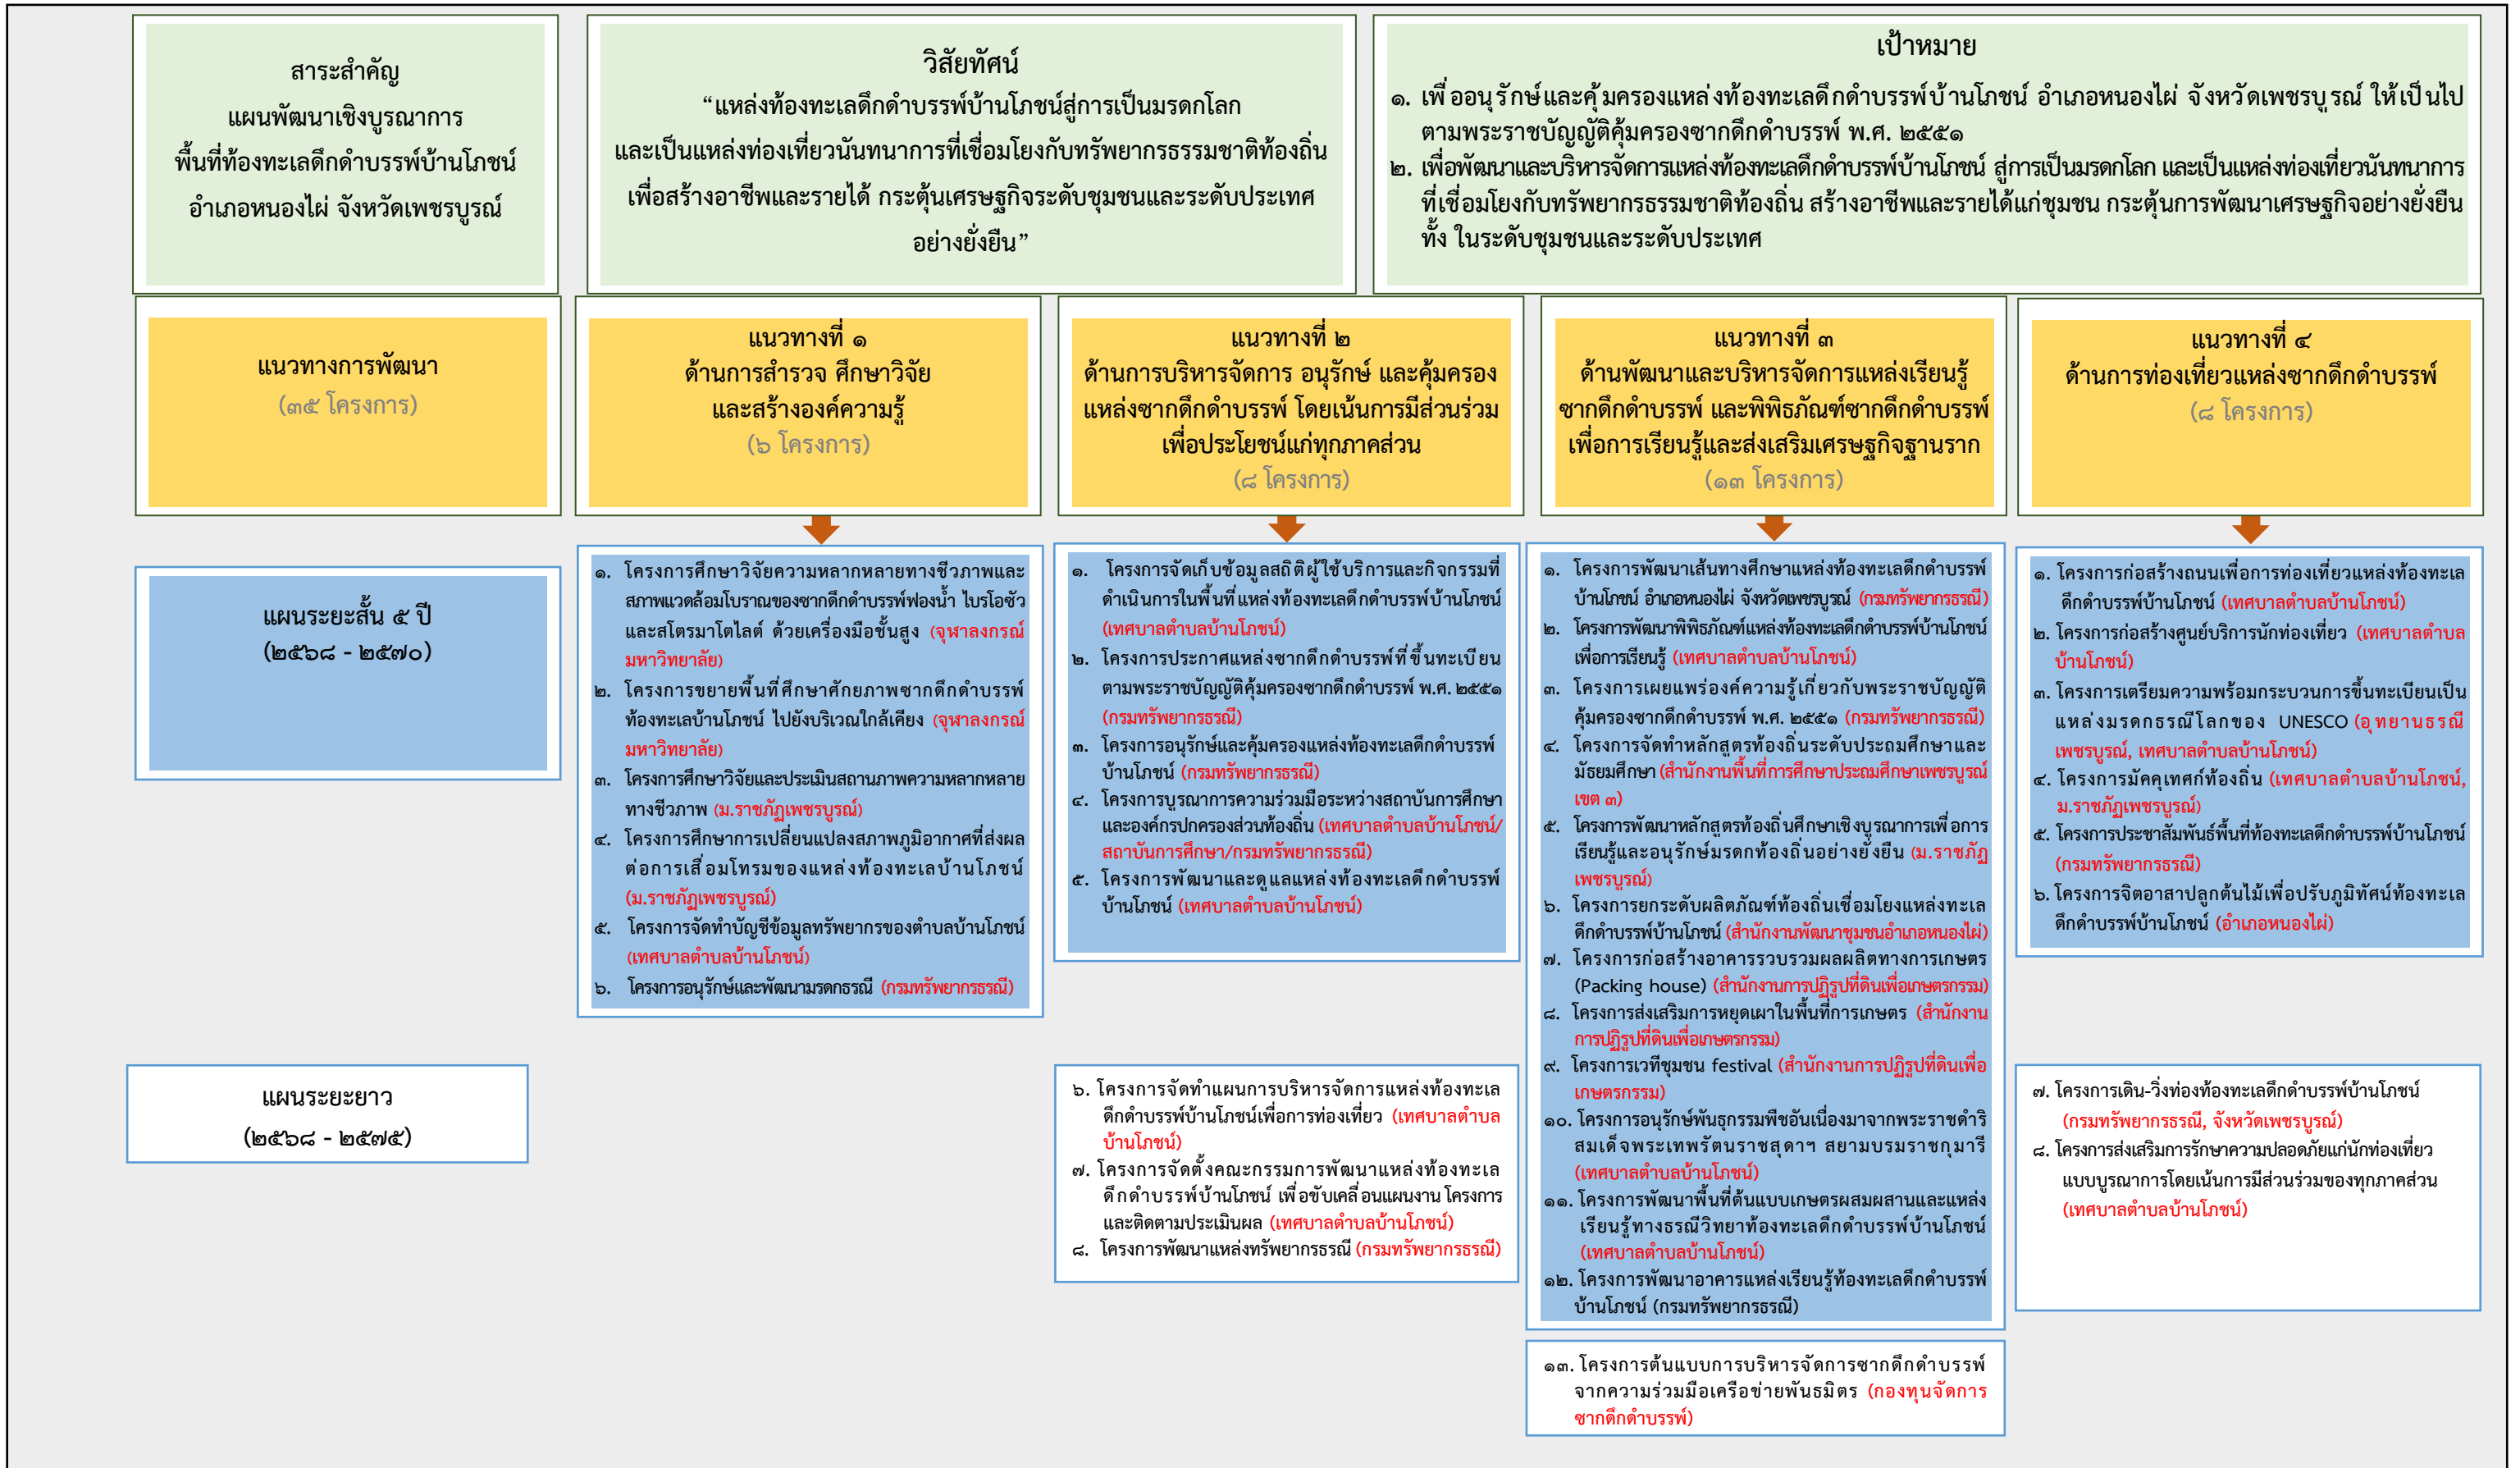 สาระสำคัญ
แผนพัฒนาเชิงบูรณาการ
พื้นที่ท้องทะเลดึกดำบรรพ์บ้านโภชน์
อำเภอหนองไผ่ จังหวัดเพชรบูรณ์
วิสัยทัศน์
“แหล่งท้องทะเลดึกดำบรรพ์บ้านโภชน์สู่การเป็นมรดกโลก
และเป็นแหล่งท่องเที่ยวนันทนาการที่เชื่อมโยงกับทรัพยากรธรรมชาติท้องถิ่น
เพื่อสร้างอาชีพและรายได้ กระตุ้นเศรษฐกิจระดับชุมชนและระดับประเทศ
อย่างยั่งยืน”
เป้าหมาย
๑. เพื่ออนุรักษ์และคุ้มครองแหล่งท้องทะเลดึกดำบรรพ์บ้านโภชน์ อำเภอหนองไผ่ จังหวัดเพชรบูรณ์ ให้เป็นไป
ตามพระราชบัญญัติคุ้มครองซากดึกดำบรรพ์ พ.ศ. ๒๕๕๑
๒. เพื่อพัฒนาและบริหารจัดการแหล่งท้องทะเลดึกดำบรรพ์บ้านโภชน์ สู่การเป็นมรดกโลก และเป็นแหล่งท่องเที่ยวนันทนาการ
ที่เชื่อมโยงกับทรัพยากรธรรมชาติท้องถิ่น สร้างอาชีพและรายได้แก่ชุมชน กระตุ้นการพัฒนาเศรษฐกิจอย่างยั่งยืน
ทั้ง ในระดับชุมชนและระดับประเทศ
แนวทางการพัฒนา
(๓๕ โครงการ)
แนวทางที่ ๑
ด้านการสำรวจ ศึกษาวิจัย
และสร้างองค์ความรู้
(๖ โครงการ)
แนวทางที่ ๒
ด้านการบริหารจัดการ อนุรักษ์ และคุ้มครอง
แหล่งซากดึกดำบรรพ์ โดยเน้นการมีส่วนร่วม
เพื่อประโยชน์แก่ทุกภาคส่วน
(๘ โครงการ)
แนวทางที่ ๓
ด้านพัฒนาและบริหารจัดการแหล่งเรียนรู้
ซากดึกดำบรรพ์ และพิพิธภัณฑ์ซากดึกดำบรรพ์
เพื่อการเรียนรู้และส่งเสริมเศรษฐกิจฐานราก
(๑๓ โครงการ)
แนวทางที่ ๔
ด้านการท่องเที่ยวแหล่งซากดึกดำบรรพ์
(๘ โครงการ)
แผนระยะสั้น ๕ ปี
(๒๕๖๘ - ๒๕๗๐)
๑. โครงการศึกษาวิจัยความหลากหลายทางชีวภาพและ
สภาพแวดล้อมโบราณของซากดึกดำบรรพ์ฟองน้ำ ไบรโอซัว
และสโตรมาโตไลต์ ด้วยเครื่องมือชั้นสูง (จุฬาลงกรณ์
มหาวิทยาลัย)
๒. โครงการขยายพื้นที่ศึกษาศักยภาพซากดึกดำบรรพ์
ท้องทะเลบ้านโภชน์ ไปยังบริเวณใกล้เคียง (จุฬาลงกรณ์
มหาวิทยาลัย)
๓. โครงการศึกษาวิจัยและประเมินสถานภาพความหลากหลาย
ทางชีวภาพ (ม.ราชภัฏเพชรบูรณ์)
๔. โครงการศึกษาการเปลี่ยนแปลงสภาพภูมิอากาศที่ส่งผล
ต่อการเสื่อมโทรมของแหล่งท้องทะเลบ้านโภชน์
(ม.ราชภัฏเพชรบูรณ์)
๕. โครงการจัดทำบัญชีข้อมูลทรัพยากรของตำบลบ้านโภชน์
(เทศบาลตำบลบ้านโภชน์)
๖. โครงการอนุรักษ์และพัฒนามรดกธรณี (กรมทรัพยากรธรณี)
๑. โครงการจัดเก็บข้อมูลสถิติผู้ใช้บริการและกิจกรรมที่
ดำเนินการในพื้นที่แหล่งท้องทะเลดึกดำบรรพ์บ้านโภชน์
(เทศบาลตำบลบ้านโภชน์)
๒. โครงการประกาศแหล่งซากดึกดำบรรพ์ที่ขึ้นทะเบียน
ตามพระราชบัญญัติคุ้มครองซากดึกดำบรรพ์ พ.ศ. ๒๕๕๑
(กรมทรัพยากรธรณี)
๓. โครงการอนุรักษ์และคุ้มครองแหล่งท้องทะเลดึกดำบรรพ์
บ้านโภชน์ (กรมทรัพยากรธรณี)
๔. โครงการบูรณาการความร่วมมือระหว่างสถาบันการศึกษา
และองค์กรปกครองส่วนท้องถิ่น (เทศบาลตำบลบ้านโภชน์/
สถาบันการศึกษา/กรมทรัพยากรธรณี)
๕. โครงการพัฒนาและดูแลแหล่งท้องทะเลดึกดำบรรพ์
บ้านโภชน์ (เทศบาลตำบลบ้านโภชน์)
๑. โครงการพัฒนาเส้นทางศึกษาแหล่งท้องทะเลดึกดำบรรพ์
บ้านโภชน์ อำเภอหนองไผ่ จังหวัดเพชรบูรณ์ (กรมทรัพยากรธรณี)
๒. โครงการพัฒนาพิพิธภัณฑ์แหล่งท้องทะเลดึกดำบรรพ์บ้านโภชน์
เพื่อการเรียนรู้ (เทศบาลตำบลบ้านโภชน์)
๓. โครงการเผยแพร่องค์ความรู้เกี่ยวกับพระราชบัญญัติ
คุ้มครองซากดึกดำบรรพ์ พ.ศ. ๒๕๕๑ (กรมทรัพยากรธรณี)
๔. โครงการจัดทำหลักสูตรท้องถิ่นระดับประถมศึกษาและ
มัธยมศึกษา (สำนักงานพื้นที่การศึกษาประถมศึกษาเพชรบูรณ์
เขต ๓)
๕. โครงการพัฒนาหลักสูตรท้องถิ่นศึกษาเชิงบูรณาการเพื่อการ
เรียนรู้และอนุรักษ์มรดกท้องถิ่นอย่างยั่งยืน (ม.ราชภัฏ
เพชรบูรณ์)
๖. โครงการยกระดับผลิตภัณฑ์ท้องถิ่นเชื่อมโยงแหล่งทะเล
ดึกดำบรรพ์บ้านโภชน์ (สำนักงานพัฒนาชุมชนอำเภอหนองไผ่)
๗. โครงการก่อสร้างอาคารรวบรวมผลผลิตทางการเกษตร
(Packing house) (สำนักงานการปฏิรูปที่ดินเพื่อเกษตรกรรม)
๘. โครงการส่งเสริมการหยุดเผาในพื้นที่การเกษตร (สำนักงาน
การปฏิรูปที่ดินเพื่อเกษตรกรรม)
๙. โครงการเวทีชุมชน festival (สำนักงานการปฏิรูปที่ดินเพื่อ
เกษตรกรรม)
๑๐. โครงการอนุรักษ์พันธุกรรมพืชอันเนื่องมาจากพระราชดำริ
สมเด็จพระเทพรัตนราชสุดาฯ สยามบรมราชกุมารี
(เทศบาลตำบลบ้านโภชน์)
๑๑. โครงการพัฒนาพื้นที่ต้นแบบเกษตรผสมผสานและแหล่ง
เรียนรู้ทางธรณีวิทยาท้องทะเลดึกดำบรรพ์บ้านโภชน์
(เทศบาลตำบลบ้านโภชน์)
๑๒. โครงการพัฒนาอาคารแหล่งเรียนรู้ท้องทะเลดึกดำบรรพ์
บ้านโภชน์ (กรมทรัพยากรธรณี)
๑. โครงการก่อสร้างถนนเพื่อการท่องเที่ยวแหล่งท้องทะเล
ดึกดำบรรพ์บ้านโภชน์ (เทศบาลตำบลบ้านโภชน์)
๒. โครงการก่อสร้างศูนย์บริการนักท่องเที่ยว (เทศบาลตำบล
บ้านโภชน์)
๓. โครงการเตรียมความพร้อมกระบวนการขึ้นทะเบียนเป็น
แหล่งมรดกธรณีโลกของ UNESCO (อุทยานธรณี
เพชรบูรณ์, เทศบาลตำบลบ้านโภชน์)
๔. โครงการมัคคุเทศก์ท้องถิ่น (เทศบาลตำบลบ้านโภชน์,
ม.ราชภัฏเพชรบูรณ์)
๕. โครงการประชาสัมพันธ์พื้นที่ท้องทะเลดึกดำบรรพ์บ้านโภชน์
(กรมทรัพยากรธรณี)
๖. โครงการจิตอาสาปลูกต้นไม้เพื่อปรับภูมิทัศน์ท้องทะเล
ดึกดำบรรพ์บ้านโภชน์ (อำเภอหนองไผ่)
แผนระยะยาว
(๒๕๖๘ - ๒๕๗๕)
๖. โครงการจัดทำแผนการบริหารจัดการแหล่งท้องทะเล
ดึกดำบรรพ์บ้านโภชน์เพื่อการท่องเที่ยว (เทศบาลตำบล
บ้านโภชน์)
๗. โครงการจัดตั้งคณะกรรมการพัฒนาแหล่งท้องทะเล
ดึกดำบรรพ์บ้านโภชน์ เพื่อขับเคลื่อนแผนงาน โครงการ
และติดตามประเมินผล (เทศบาลตำบลบ้านโภชน์)
๘. โครงการพัฒนาแหล่งทรัพยากรธรณี (กรมทรัพยากรธรณี)
๑๓. โครงการต้นแบบการบริหารจัดการซากดึกดำบรรพ์
จากความร่วมมือเครือข่ายพันธมิตร (กองทุนจัดการ
ซากดึกดำบรรพ์)
๗. โครงการเดิน-วิ่งท่องท้องทะเลดึกดำบรรพ์บ้านโภชน์
(กรมทรัพยากรธรณี, จังหวัดเพชรบูรณ์)
๘. โครงการส่งเสริมการรักษาความปลอดภัยแก่นักท่องเที่ยว
แบบบูรณาการโดยเน้นการมีส่วนร่วมของทุกภาคส่วน
(เทศบาลตำบลบ้านโภชน์)